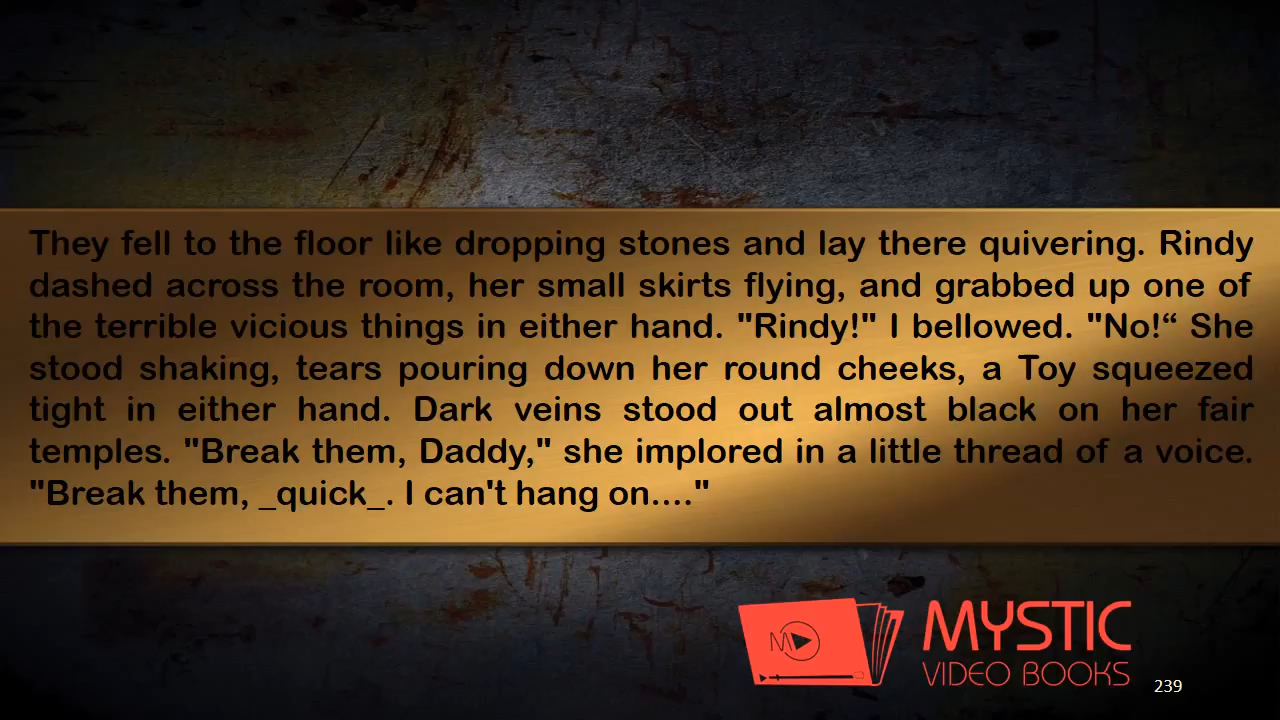 They fell to the floor like dropping stones and lay there quivering. Rindy
dashed across the room, her small skirts flying, and grabbed up one of
the terrible vicious things in either hand. "Rindy!" I bellowed. "No!“ She
stood shaking, tears pouring down her round cheeks, a Toy squeezed
tight in either hand. Dark veins stood out almost black on her fair
temples. "Break them, Daddy," she implored in a little thread of a voice.
"Break them, _quick_. I can't hang on...."
MYSTIC
VIDEO BOOKS
239